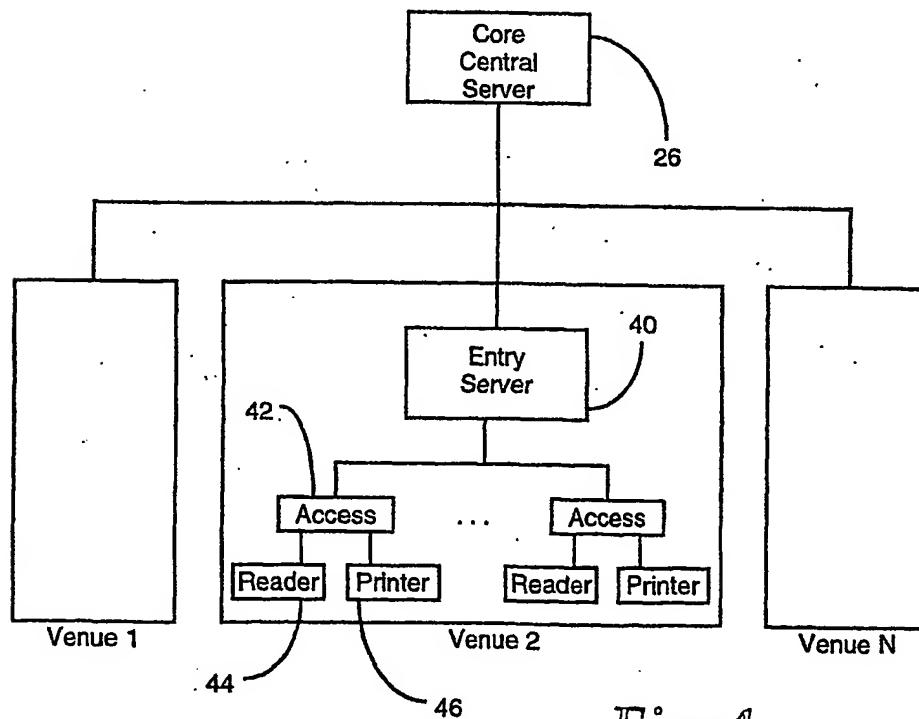 Core
Central
Server
26
Entry
Server
40
42
Access
...
Access
Reader
Printer
Reader
Printer
Venue 1
Venue 2
Venue N
44
46